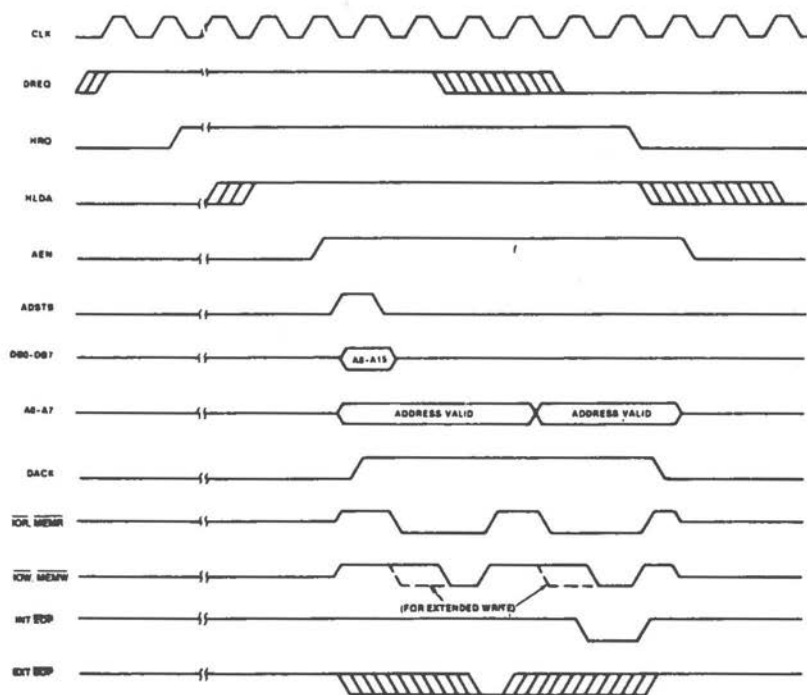 CLK
DREQ
HRQ
HLDA
AEN
ADSTB
DB0-DB7
A8-A15
A0-A7
ADDRESS VALID
ADDRESS VALID
DACK
IOR, MEMR
IOW, MEMW
(FOR EXTENDED WRITE)
INT EOP
EXT EOP